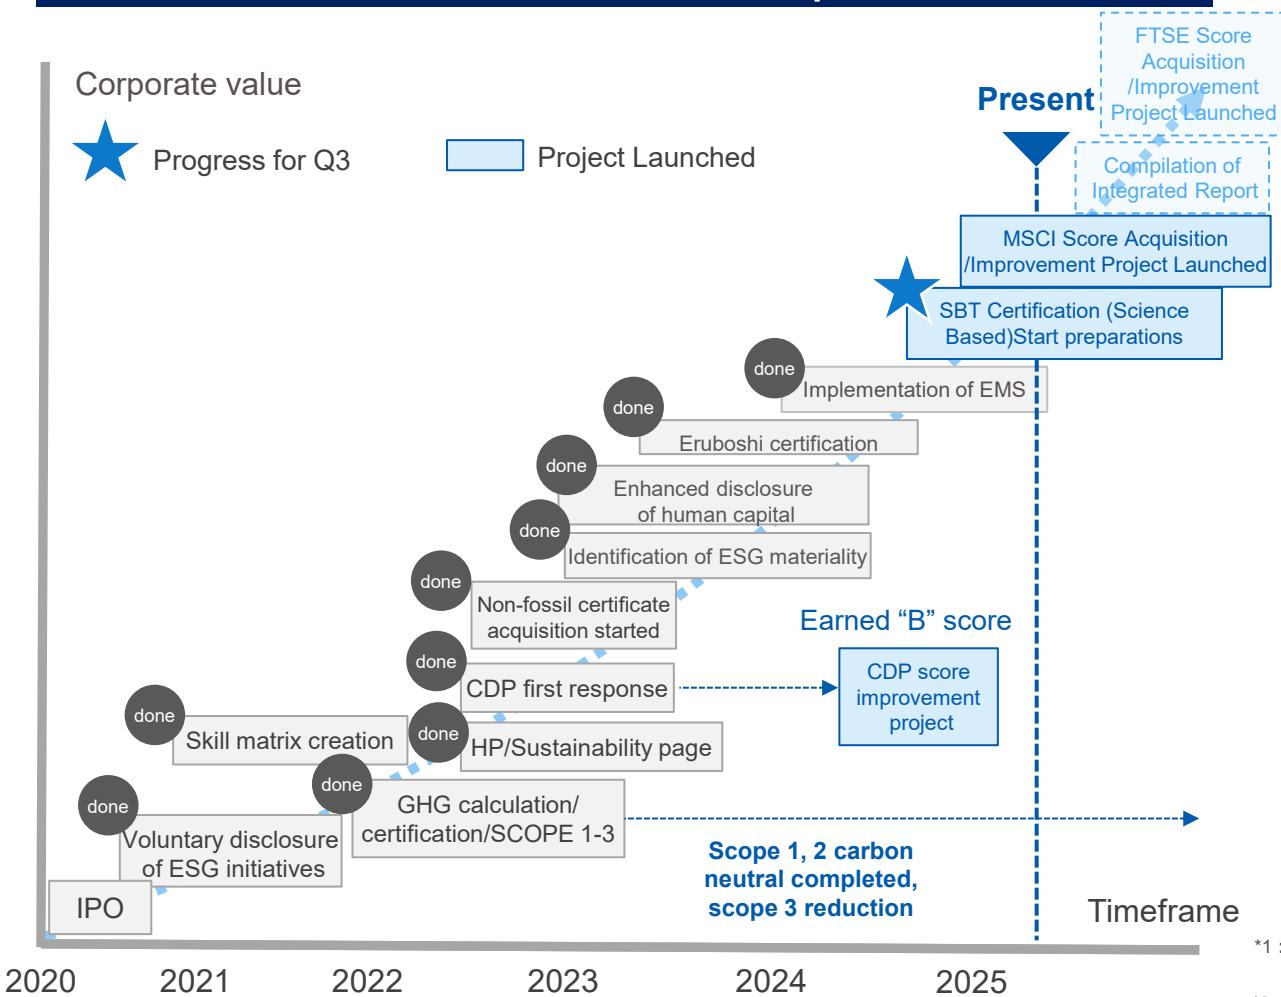 FTSE Score
Acquisition
/Improvement
Project Launched
Corporate value
Present
Progress for Q3
Project Launched
Compilation of
Integrated Report
MSCI Score Acquisition
/Improvement Project Launched
SBT Certification (Science
Based)Start preparations
done
Implementation of EMS
done
Eruboshi certification
done
Enhanced disclosure
of human capital
done
Identification of ESG materiality
done
Non-fossil certificate
acquisition started
Earned “B” score
done
CDP first response
CDP score
improvement
project
done
Skill matrix creation
done
HP/Sustainability page
done
GHG calculation/
certification/SCOPE 1-3
done
Voluntary disclosure
of ESG initiatives
Scope 1, 2 carbon
neutral completed,
scope 3 reduction
IPO
Timeframe
*1
2020 2021 2022 2023 2024 2025